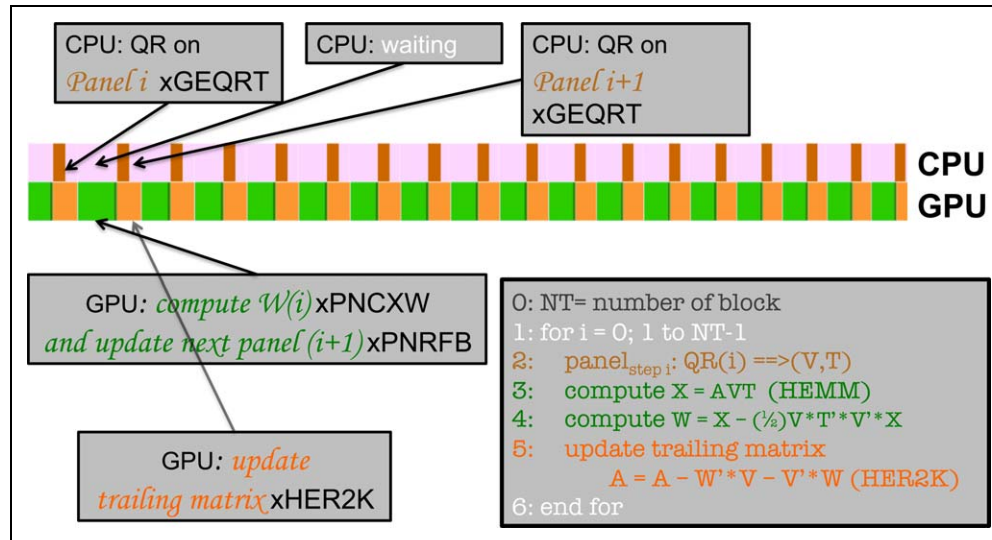 CPU: QR on
Panel i xGEQRT
CPU: waiting
CPU: QR on
Panel i+1
xGEQRT
CPU
GPU
GPU: compute W(i) xPNCXW
and update next panel (i+1) xPNRFB
GPU: update
trailing matrix xHER2K
0: NT= number of block
1: for i = 0; 1 to NT-1
2: panelstep i: QR(i) ==>(V,T)
3: compute X = AVT (HEMM)
4: compute W = X – (½)V*T'*V'*X
5: update trailing matrix
A = A – W'*V – V'*W (HER2K)
6: end for